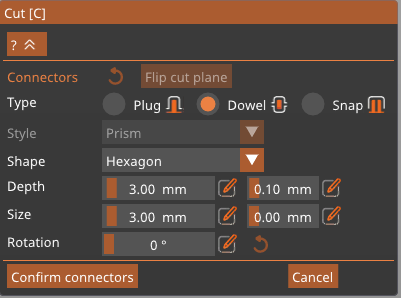 Cut [C]
?
Connectors Flip cut plane
Type Plug Dowel Snap
Style Prism
Shape Hexagon
Depth 3.00 mm 0.10 mm
Size 3.00 mm 0.00 mm
Rotation 0 °
Confirm connectors Cancel